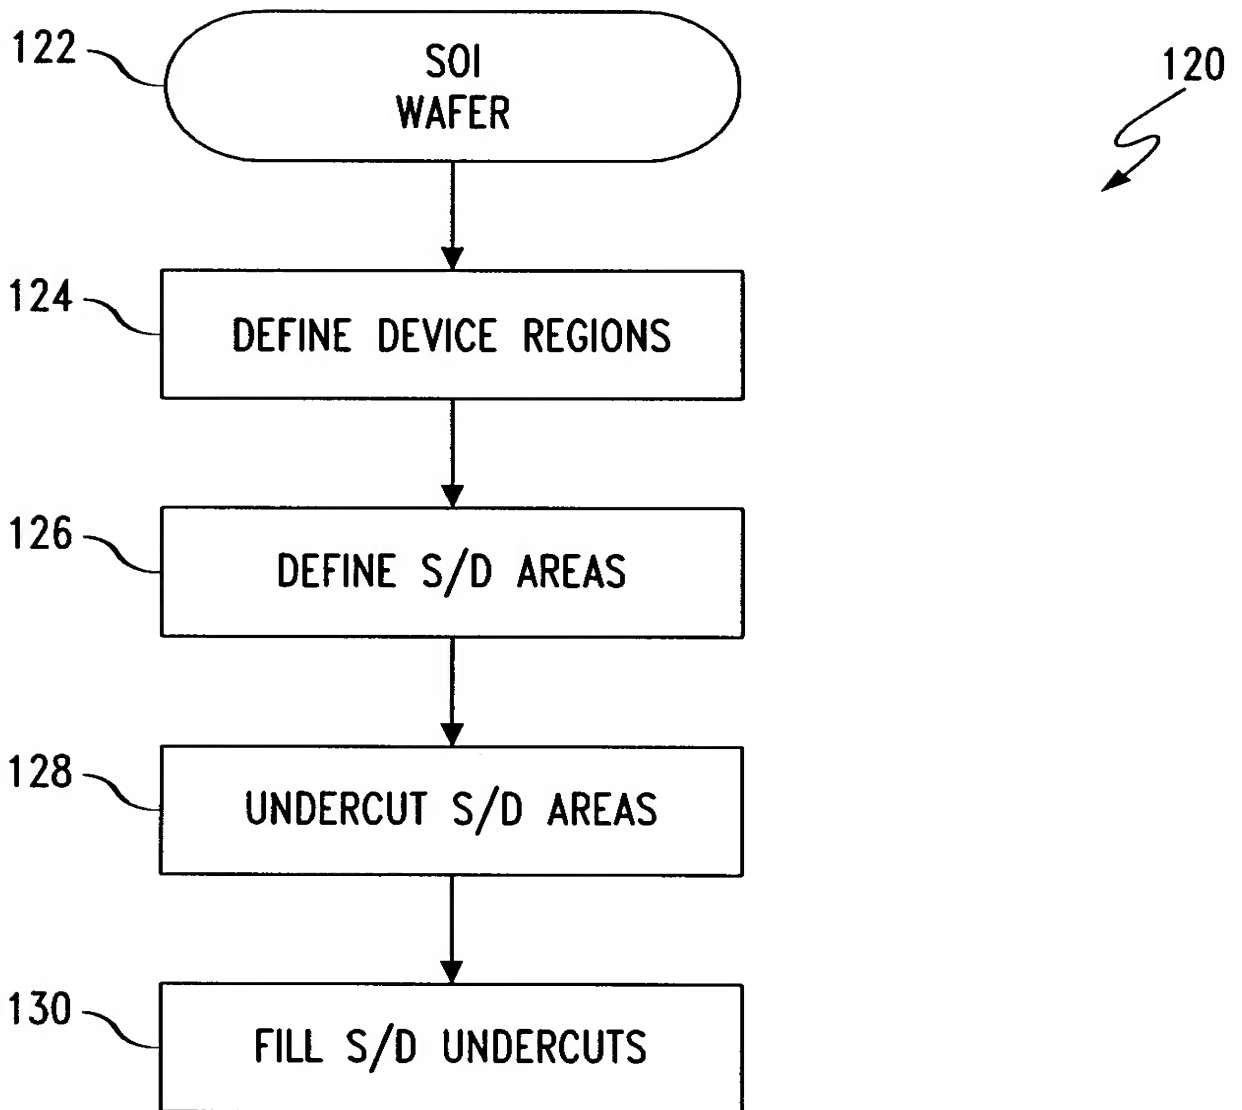 122
SOI
WAFER
120
124
DEFINE DEVICE REGIONS
126
DEFINE S/D AREAS
128
UNDERCUT S/D AREAS
130
FILL S/D UNDERCUTS